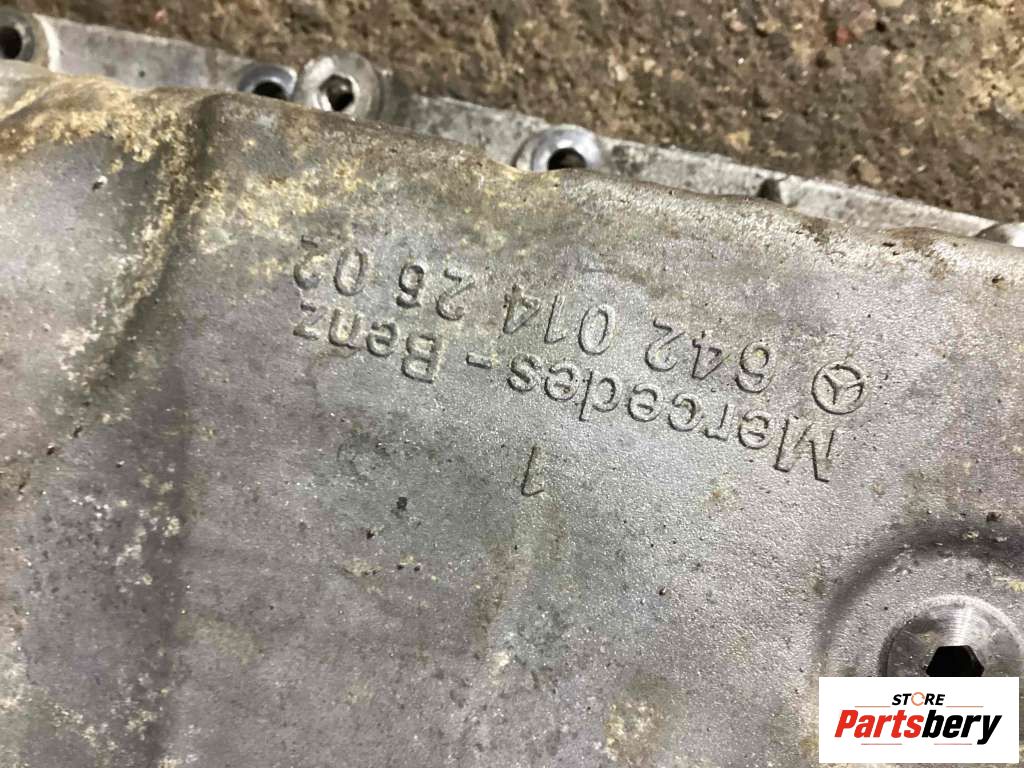 1
Mercedes-Benz
642 014 26 02
STORE
Partsbery